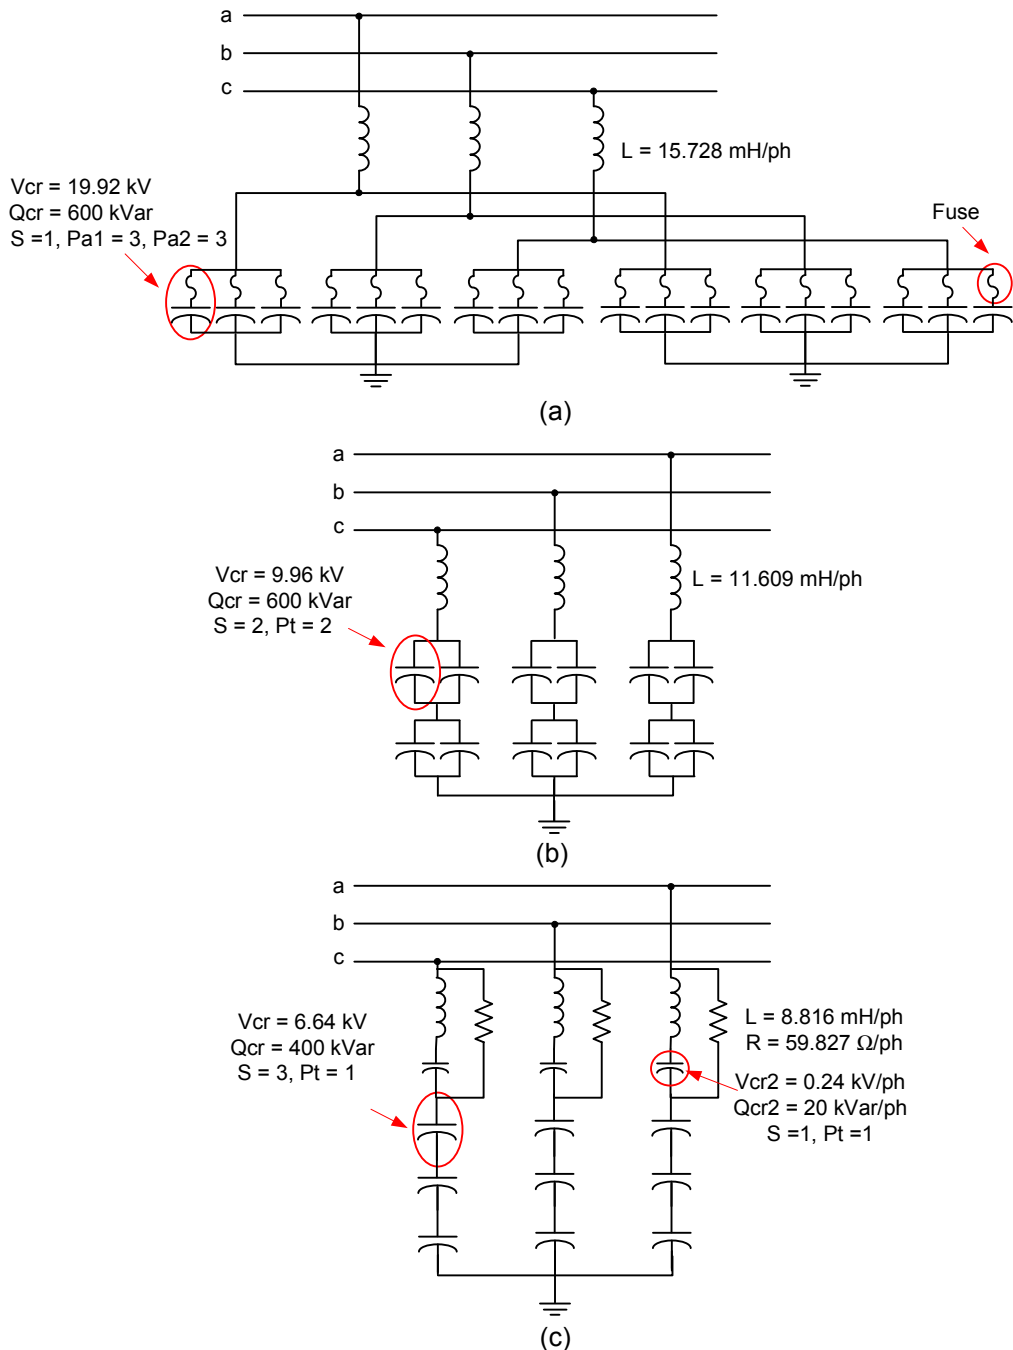 a
b
c
L = 15.728 mH/ph
Vcr = 19.92 kV
Qcr = 600 kVar
S =1, Pa1 = 3, Pa2 = 3
Fuse
(a)
a
b
c
Vcr = 9.96 kV
Qcr = 600 kVar
S = 2, Pt = 2
L = 11.609 mH/ph
(b)
a
b
c
Vcr = 6.64 kV
Qcr = 400 kVar
S = 3, Pt = 1
L = 8.816 mH/ph
R = 59.827 Ω/ph
Vcr2 = 0.24 kV/ph
Qcr2 = 20 kVar/ph
S =1, Pt =1
(c)